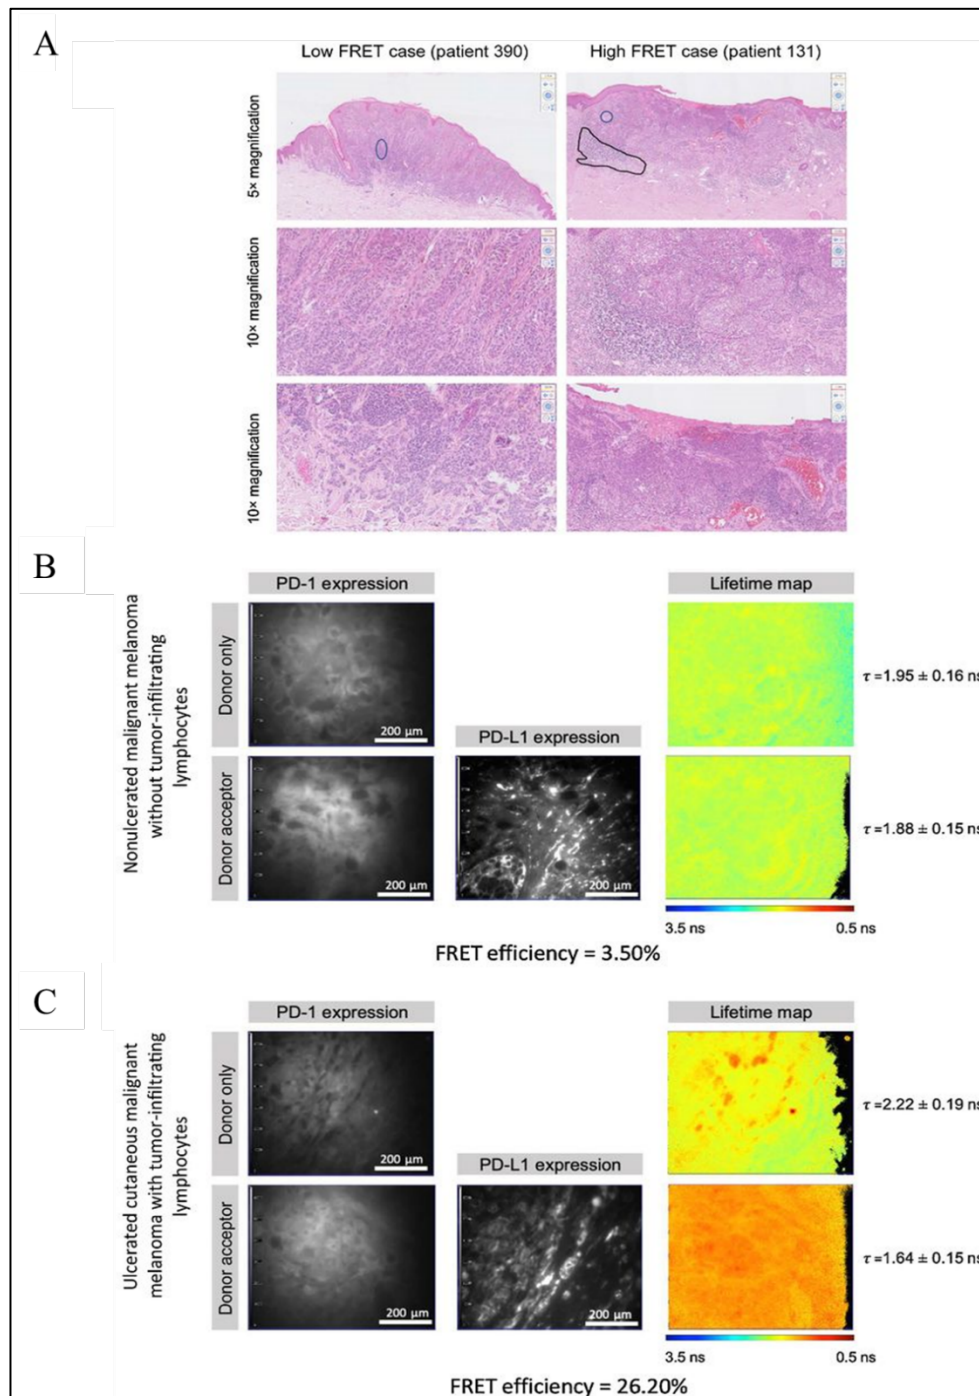 A
Low FRET case (patient 390)
High FRET case (patient 131)
5× magnification
10× magnification
10× magnification
B
PD-1 expression
Lifetime map
Nonulcerated malignant melanoma
without tumor-infiltrating
lymphocytes
Donor only
200 µm
τ =1.95 ± 0.16 ns
PD-L1 expression
Donor acceptor
200 µm
200 µm
τ =1.88 ± 0.15 ns
3.5 ns
0.5 ns
FRET efficiency = 3.50%
C
PD-1 expression
Lifetime map
Ulcerated cutaneous malignant
melanoma with tumor-infiltrating
lymphocytes
Donor only
200 µm
τ =2.22 ± 0.19 ns
PD-L1 expression
Donor acceptor
200 µm
200 µm
τ =1.64 ± 0.15 ns
3.5 ns
0.5 ns
FRET efficiency = 26.20%